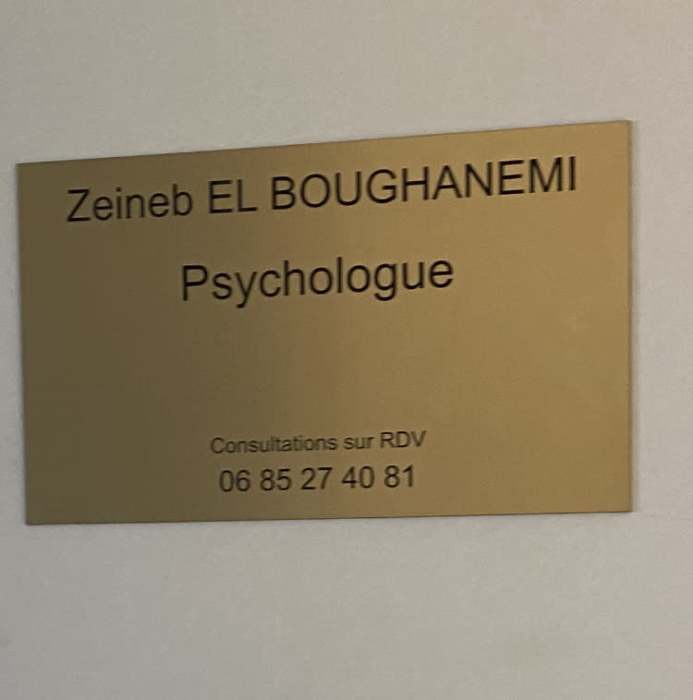 Zeineb EL BOUGHANEMI
Psychologue
Consultations sur RDV
06 85 27 40 81